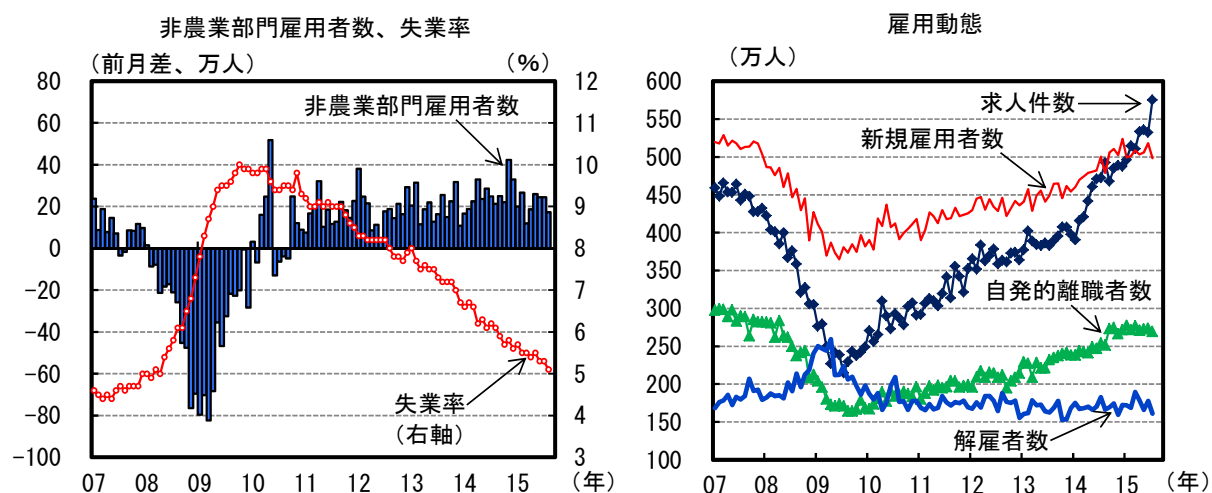 非農業部門雇用者数、失業率
（前月差、万人）
（%）
80
60
40
20
0
-20
-40
-60
-80
-100
12
11
10
9
8
7
6
5
4
3
非農業部門雇用者数
失業率
（右軸）
07 08 09 10 11 12 13 14 15 （年）
雇用動態
（万人）
600
550
500
450
400
350
300
250
200
150
100
求人件数
新規雇用者数
自発的離職者数
解雇者数
07 08 09 10 11 12 13 14 15 （年）